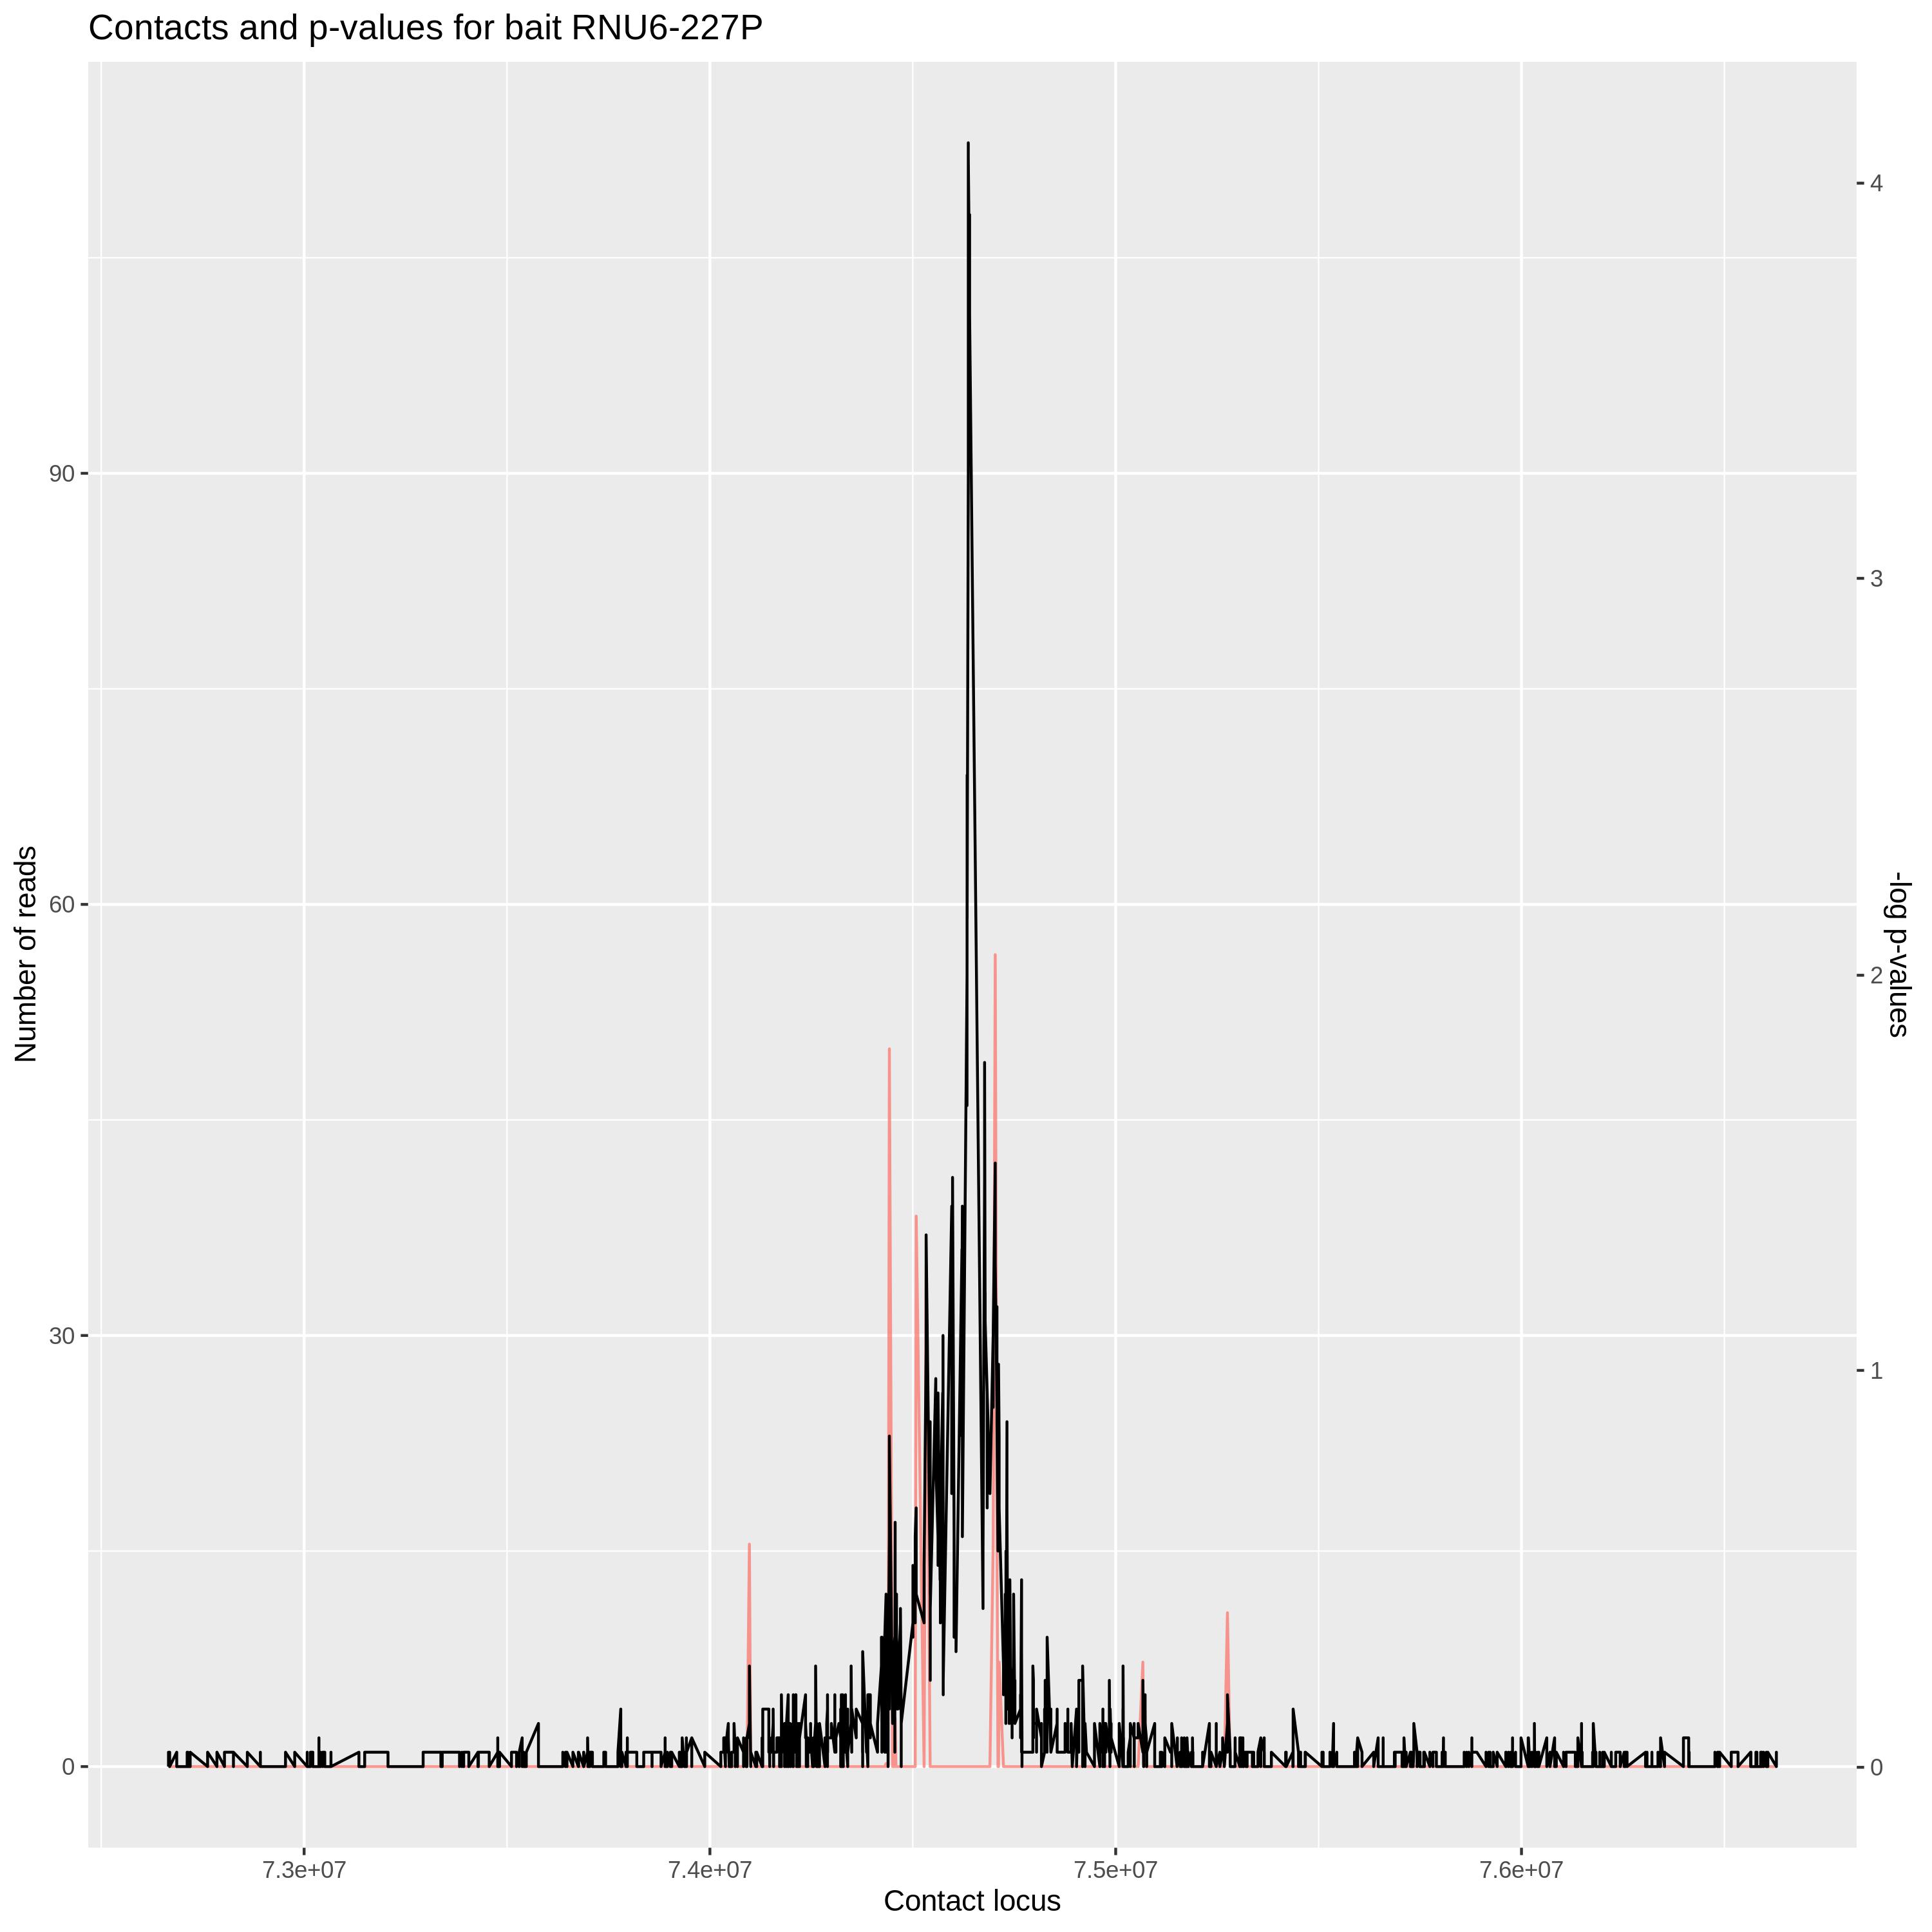 Contacts and p-values for bait RNU6-227P
Number of reads
90
60
30
0
4
3
2
1
0
-log p-values
7.3e+07 7.4e+07 7.5e+07 7.6e+07
Contact locus